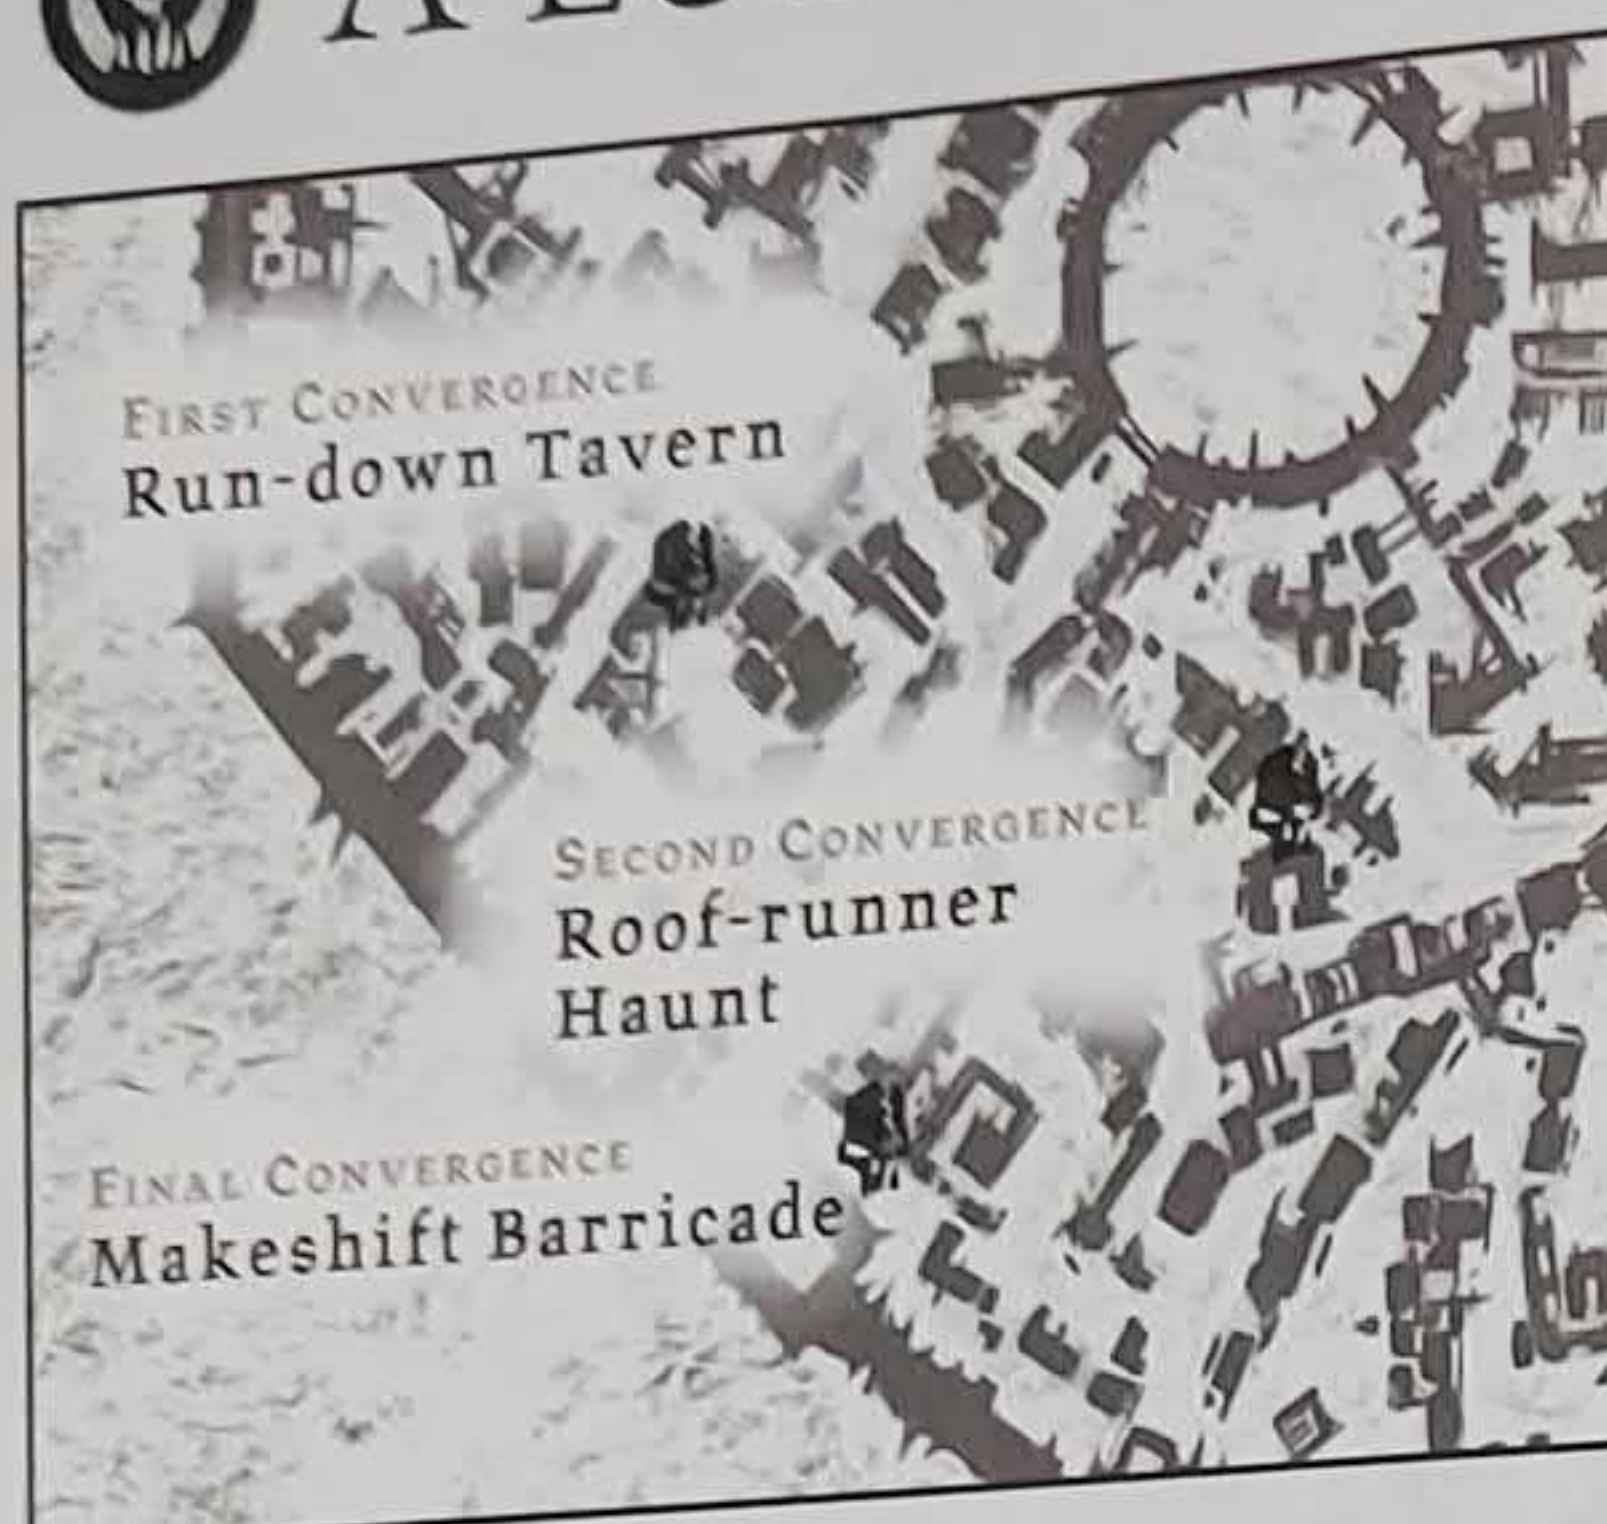 First Convergence
Run-down Tavern
Second Convergence
Roof-runner
Haunt
Final Convergence
Makeshift Barricade